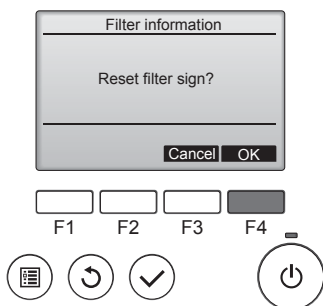 Filter information
Reset filter sign?
Cancel OK
F1 F2 F3 F4